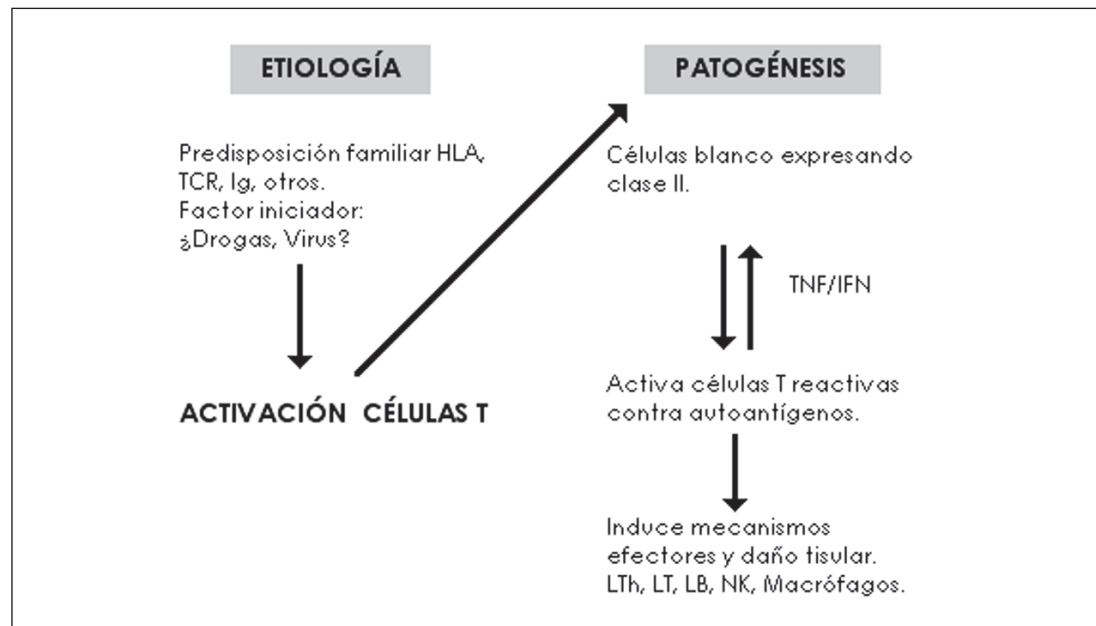 ETIOLOGÍA
Predisposición familiar HLA,
TCR, Ig, otros.
Factor iniciador:
¿Drogas, Virus?
ACTIVACIÓN CÉLULAS T
PATOGÉNESIS
Células blanco expresando
clase II.
TNF/IFN
Activa células T reactivas
contra autoantígenos.
Induce mecanismos
efectores y daño tisular.
LTh, LT, LB, NK, Macrófagos.